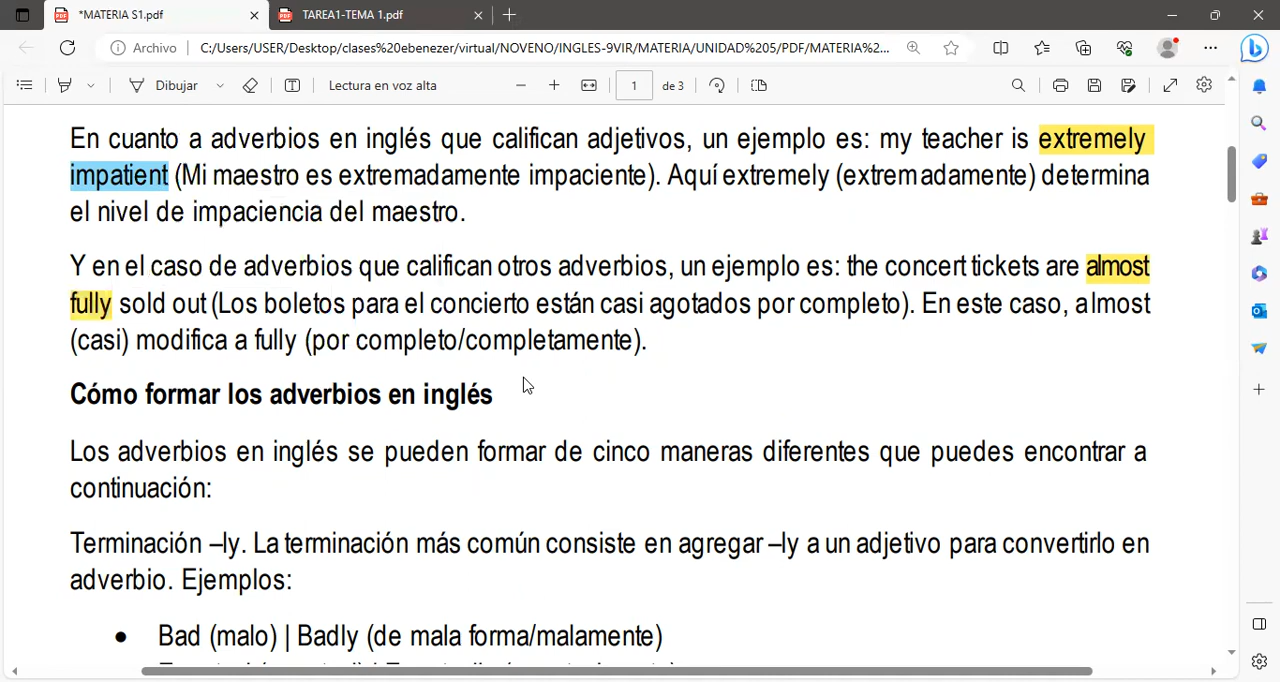 *MATERIA S1.pdf
TAREA1-TEMA 1.pdf
Archivo
C:/Users/USER/Desktop/clases%20ebenezer/virtual/NOVENO/INGLES-9VIR/MATERIA/UNIDAD%205/PDF/MATERIA%2...
Dibujar
Lectura en voz alta
1
de 3
En cuanto a adverbios en inglés que califican adjetivos, un ejemplo es: my teacher is extremely
impatient (Mi maestro es extremadamente impaciente). Aquí extremely (extremadamente) determina
el nivel de impaciencia del maestro.
Y en el caso de adverbios que califican otros adverbios, un ejemplo es: the concert tickets are almost
fully sold out (Los boletos para el concierto están casi agotados por completo). En este caso, almost
(casi) modifica a fully (por completo/completamente).
Cómo formar los adverbios en inglés
Los adverbios en inglés se pueden formar de cinco maneras diferentes que puedes encontrar a
continuación:
Terminación –ly. La terminación más común consiste en agregar –ly a un adjetivo para convertirlo en
adverbio. Ejemplos:
● Bad (malo) | Badly (de mala forma/malamente)